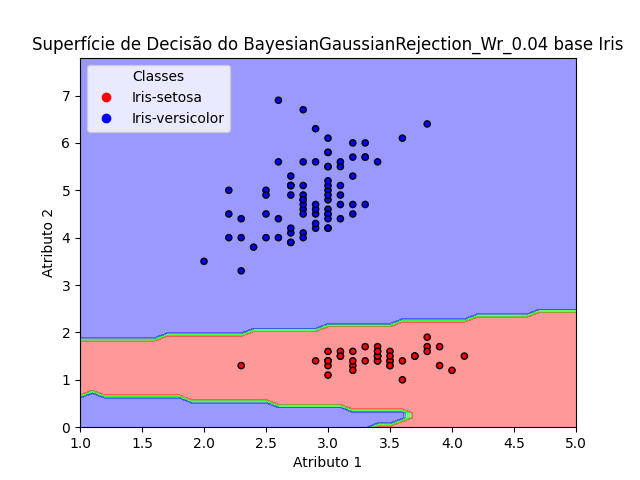 Superfície de Decisão do BayesianGaussianRejection_Wr_0.04 base Iris
Classes
Iris-setosa
Iris-versicolor
7
6
5
4
3
2
1
0
Atributo 2
1.0 1.5 2.0 2.5 3.0 3.5 4.0 4.5 5.0
Atributo 1